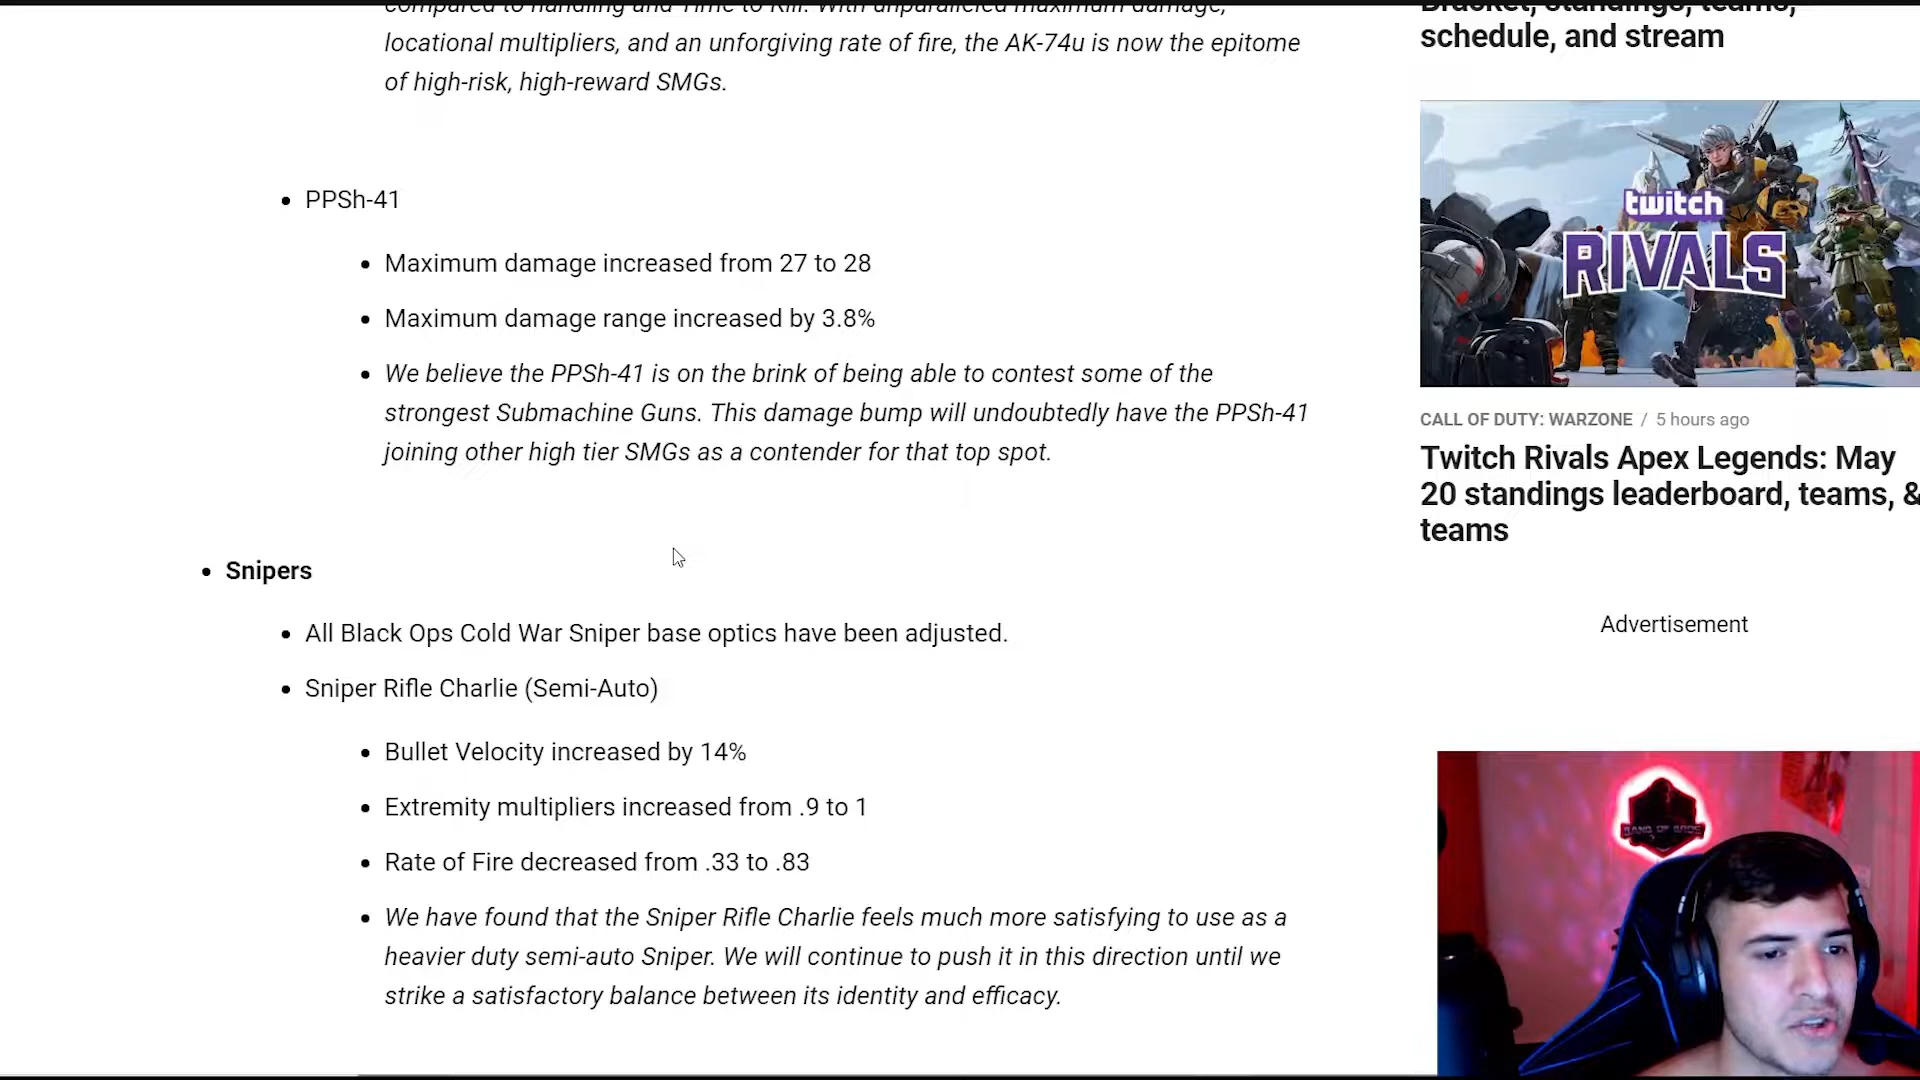 compared to handling and Time to Kill. With unparalleled maximum damage,
locational multipliers, and an unforgiving rate of fire, the AK-74u is now the epitome
of high-risk, high-reward SMGs.
PPSh-41
Maximum damage increased from 27 to 28
Maximum damage range increased by 3.8%
We believe the PPSh-41 is on the brink of being able to contest some of the
strongest Submachine Guns. This damage bump will undoubtedly have the PPSh-41
joining other high tier SMGs as a contender for that top spot.
Snipers
All Black Ops Cold War Sniper base optics have been adjusted.
Sniper Rifle Charlie (Semi-Auto)
Bullet Velocity increased by 14%
Extremity multipliers increased from .9 to 1
Rate of Fire decreased from .33 to .83
We have found that the Sniper Rifle Charlie feels much more satisfying to use as a
heavier duty semi-auto Sniper. We will continue to push it in this direction until we
strike a satisfactory balance between its identity and efficacy.
Bracket, standings, teams,
schedule, and stream
twitch
RIVALS
CALL OF DUTY: WARZONE / 5 hours ago
Twitch Rivals Apex Legends: May
20 standings leaderboard, teams, &
teams
Advertisement
BAND OF BROS